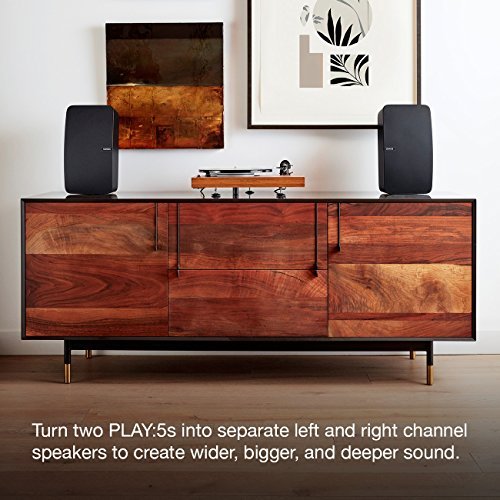 Turn two PLAY:5s into separate left and right channel
speakers to create wider, bigger, and deeper sound.